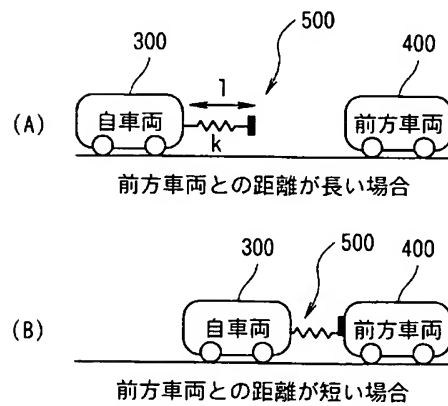 500
300
400
(A)
自車両
l
k
前方車両
前方車両との距離が長い場合
500
300
400
(B)
自車両
前方車両
前方車両との距離が短い場合